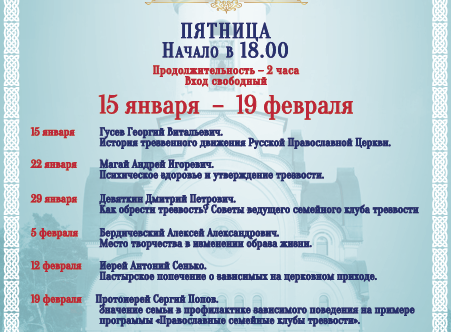 ПЯТНИЦА
Начало в 18.00
Продолжительность – 2 часа
Вход свободный
15 января – 19 февраля
15 января Гусев Георгий Витальевич.
История трезвенного движения Русской Православной Церкви.
22 января Магай Андрей Игоревич.
Психическое здоровье и утверждение трезвости.
29 января Девяткин Дмитрий Петрович.
Как обрести трезвость? Советы ведущего семейного клуба трезвости
5 февраля Бердичевский Алексей Александрович.
Место творчества в изменении образа жизни.
12 февраля Иерей Антоний Сенько.
Пастырское попечение о зависимых на церковном приходе.
19 февраля Протоиерей Сергий Попов.
Значение семьи в профилактике зависимого поведения на примере
программы «Православные семейные клубы трезвости».